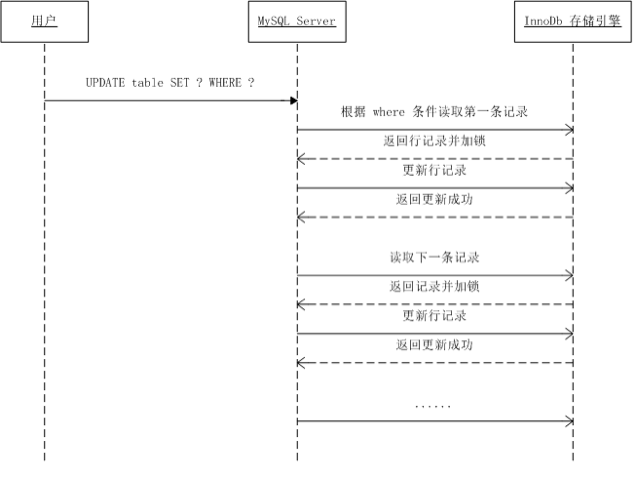 用户
MySQL Server
InnoDb 存储引擎
UPDATE table SET ? WHERE ?
根据 where 条件读取第一条记录
返回行记录并加锁
更新行记录
返回更新成功
读取下一条记录
返回记录并加锁
更新行记录
返回更新成功
......